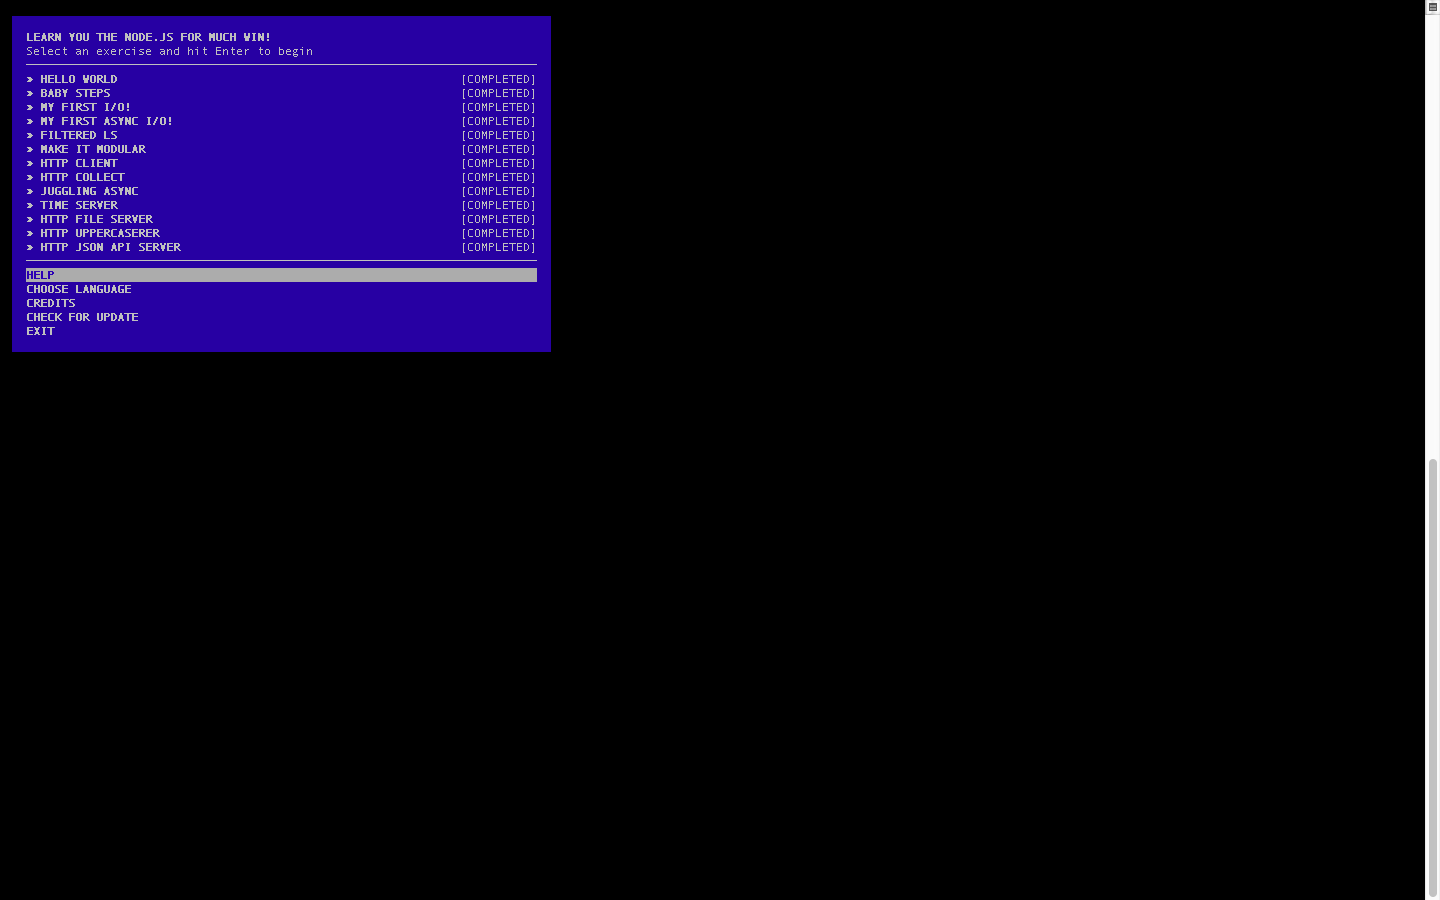 LEARN YOU THE NODE.JS FOR MUCH WIN!
Select an exercise and hit Enter to begin
» HELLO WORLD [COMPLETED]
» BABY STEPS [COMPLETED]
» MY FIRST I/O! [COMPLETED]
» MY FIRST ASYNC I/O! [COMPLETED]
» FILTERED LS [COMPLETED]
» MAKE IT MODULAR [COMPLETED]
» HTTP CLIENT [COMPLETED]
» HTTP COLLECT [COMPLETED]
» JUGGLING ASYNC [COMPLETED]
» TIME SERVER [COMPLETED]
» HTTP FILE SERVER [COMPLETED]
» HTTP UPPERCASERER [COMPLETED]
» HTTP JSON API SERVER [COMPLETED]
HELP
CHOOSE LANGUAGE
CREDITS
CHECK FOR UPDATE
EXIT